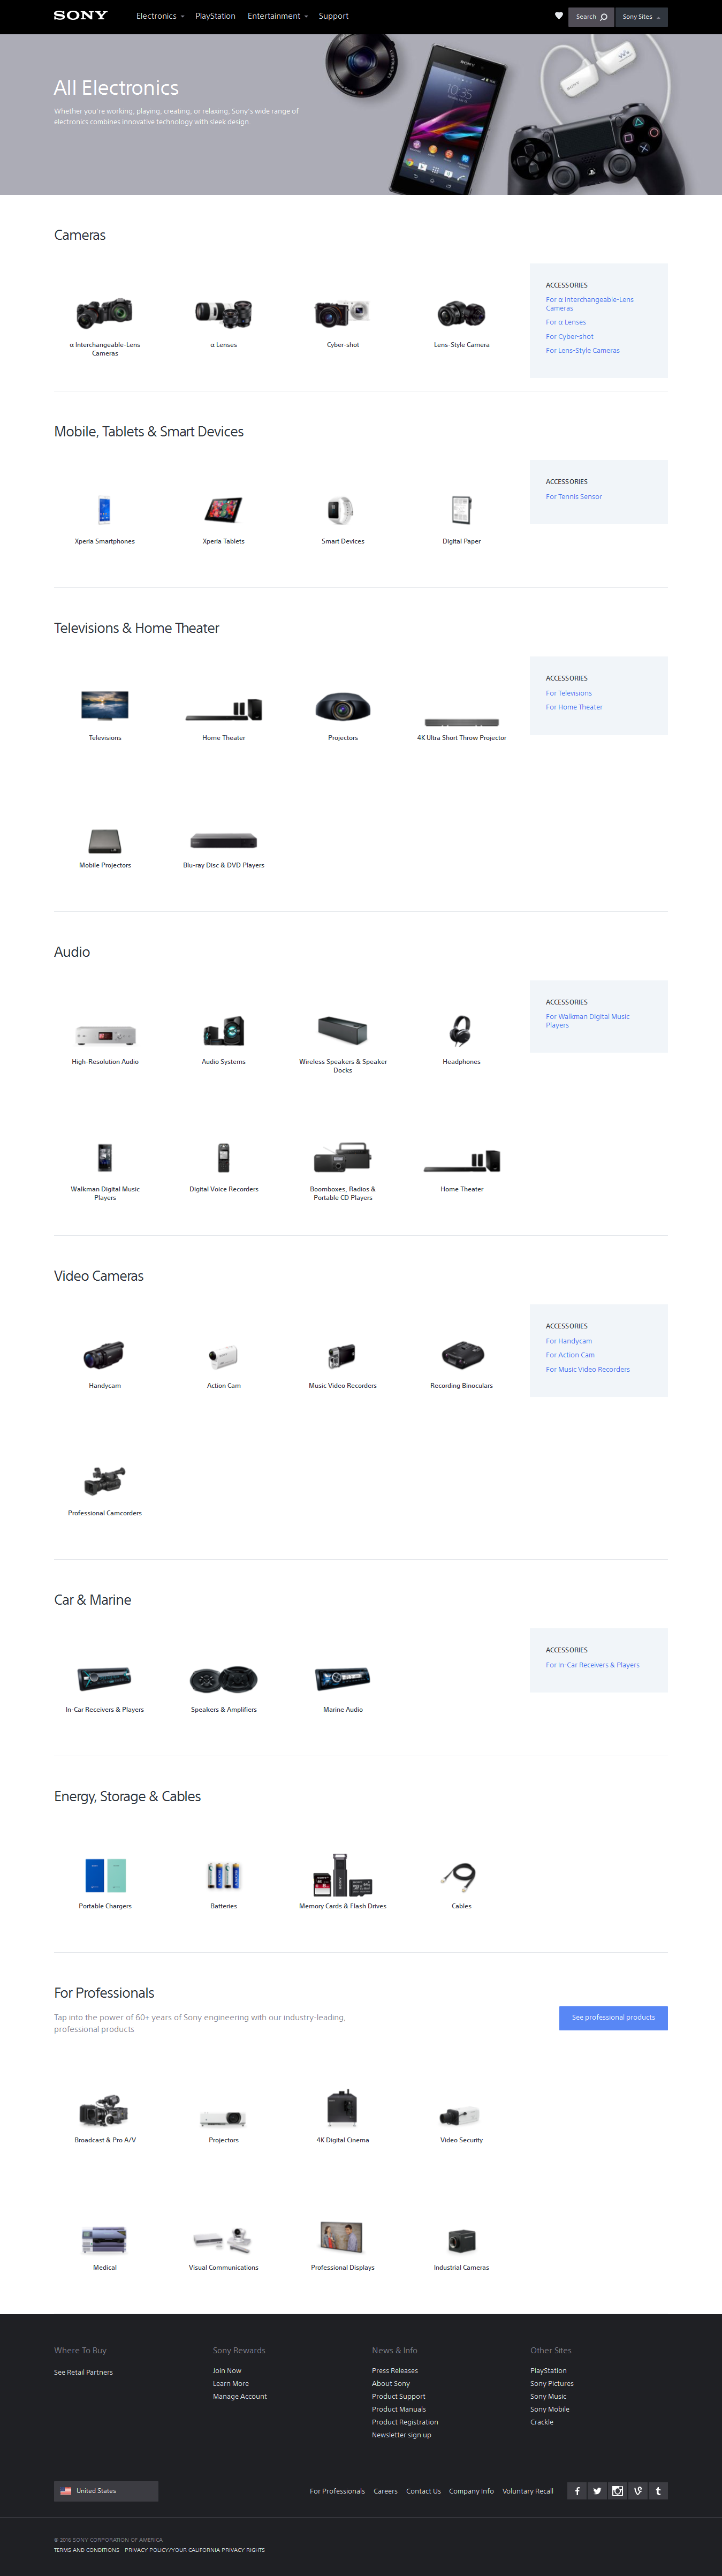 SONY
Electronics
PlayStation
Entertainment
Support
Search
Sony Sites
All Electronics
Whether you're working, playing, creating, or relaxing, Sony's wide range of
electronics combines innovative technology with sleek design.
Cameras
α Interchangeable-Lens
Cameras
α Lenses
Cyber-shot
Lens-Style Camera
ACCESSORIES
For α Interchangeable-Lens
Cameras
For α Lenses
For Cyber-shot
For Lens-Style Cameras
Mobile, Tablets & Smart Devices
Xperia Smartphones
Xperia Tablets
Smart Devices
Digital Paper
ACCESSORIES
For Tennis Sensor
Televisions & Home Theater
Televisions
Home Theater
Projectors
4K Ultra Short Throw Projector
ACCESSORIES
For Televisions
For Home Theater
Mobile Projectors
Blu-ray Disc & DVD Players
Audio
High-Resolution Audio
Audio Systems
Wireless Speakers & Speaker
Docks
Headphones
ACCESSORIES
For Walkman Digital Music
Players
Walkman Digital Music
Players
Digital Voice Recorders
Boomboxes, Radios &
Portable CD Players
Home Theater
Video Cameras
Handycam
Action Cam
Music Video Recorders
Recording Binoculars
ACCESSORIES
For Handycam
For Action Cam
For Music Video Recorders
Professional Camcorders
Car & Marine
In-Car Receivers & Players
Speakers & Amplifiers
Marine Audio
ACCESSORIES
For In-Car Receivers & Players
Energy, Storage & Cables
Portable Chargers
Batteries
Memory Cards & Flash Drives
Cables
For Professionals
Tap into the power of 60+ years of Sony engineering with our industry-leading,
professional products
See professional products
Broadcast & Pro A/V
Projectors
4K Digital Cinema
Video Security
Medical
Visual Communications
Professional Displays
Industrial Cameras
Where To Buy
See Retail Partners
Sony Rewards
Join Now
Learn More
Manage Account
News & Info
Press Releases
About Sony
Product Support
Product Manuals
Product Registration
Newsletter sign up
Other Sites
PlayStation
Sony Pictures
Sony Music
Sony Mobile
Crackle
United States
For Professionals
Careers
Contact Us
Company Info
Voluntary Recall
© 2016 SONY CORPORATION OF AMERICA.
TERMS AND CONDITIONS
PRIVACY POLICY/YOUR CALIFORNIA PRIVACY RIGHTS